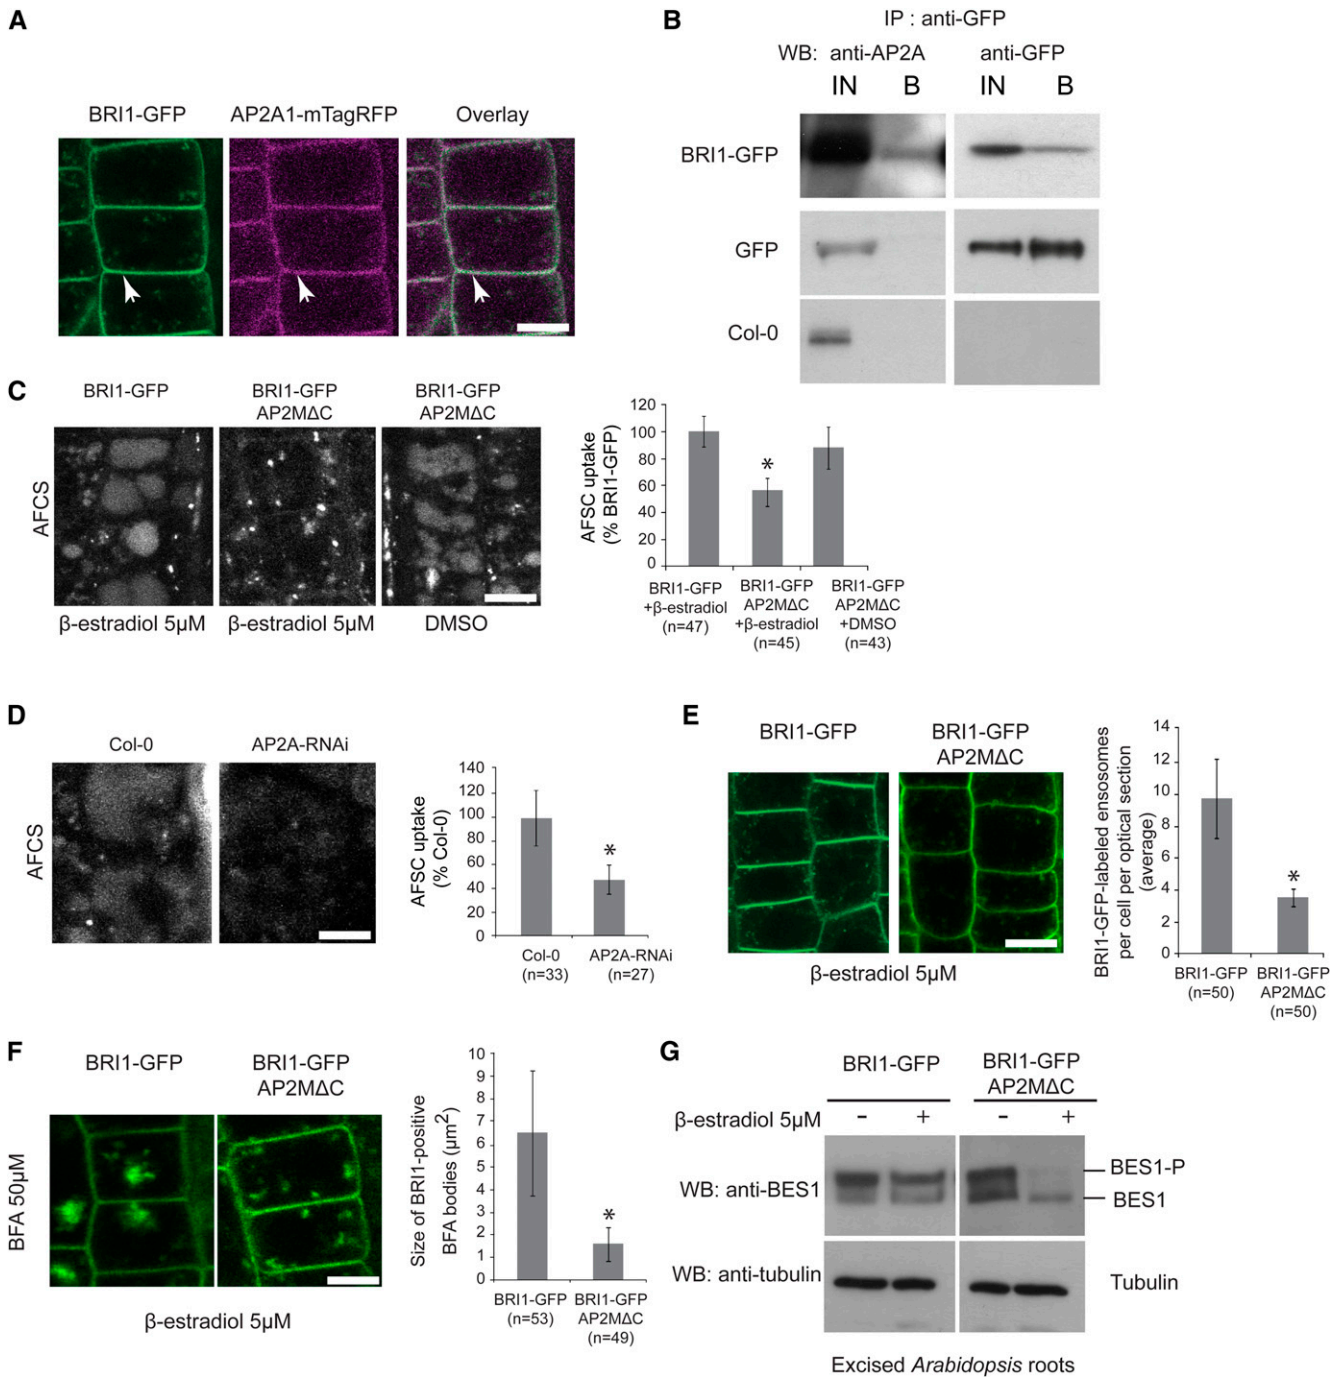 A
BRI1-GFP
AP2A1-mTagRFP
Overlay
B
IP : anti-GFP
WB: anti-AP2A
anti-GFP
IN
B
IN
B
BRI1-GFP
GFP
Col-0
C
BRI1-GFP
BRI1-GFP
AP2MΔC
BRI1-GFP
AP2MΔC
AFCS
β-estradiol 5μM
β-estradiol 5μM
DMSO
AFSC uptake
(% BRI1-GFP)
120
100
80
60
40
20
0
*
BRI1-GFP
+β-estradiol
(n=47)
BRI1-GFP
AP2MΔC
+β-estradiol
(n=45)
BRI1-GFP
AP2MΔC
+DMSO
(n=43)
D
Col-0
AP2A-RNAi
AFCS
AFSC uptake
(% Col-0)
140
120
100
80
60
40
20
0
*
Col-0
(n=33)
AP2A-RNAi
(n=27)
E
BRI1-GFP
BRI1-GFP
AP2MΔC
β-estradiol 5μM
BRI1-GFP-labeled ensosomes
per cell per optical section
(average)
14
12
10
8
6
4
2
0
*
BRI1-GFP
(n=50)
BRI1-GFP
AP2MΔC
(n=50)
F
BRI1-GFP
BRI1-GFP
AP2MΔC
BFA 50μM
β-estradiol 5μM
Size of BRI1-positive
BFA bodies (μm²)
10
9
8
7
6
5
4
3
2
1
0
*
BRI1-GFP
(n=53)
BRI1-GFP
AP2MΔC
(n=49)
G
BRI1-GFP
BRI1-GFP
AP2MΔC
β-estradiol 5μM
-
+
-
+
WB: anti-BES1
BES1-P
BES1
WB: anti-tubulin
Tubulin
Excised Arabidopsis roots